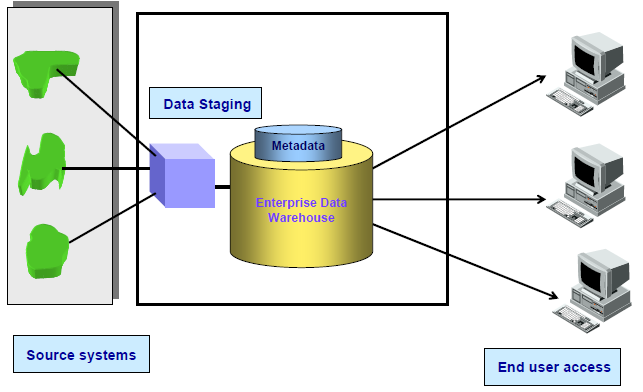 Data Staging
Metadata
Enterprise Data
Warehouse
Source systems
End user access